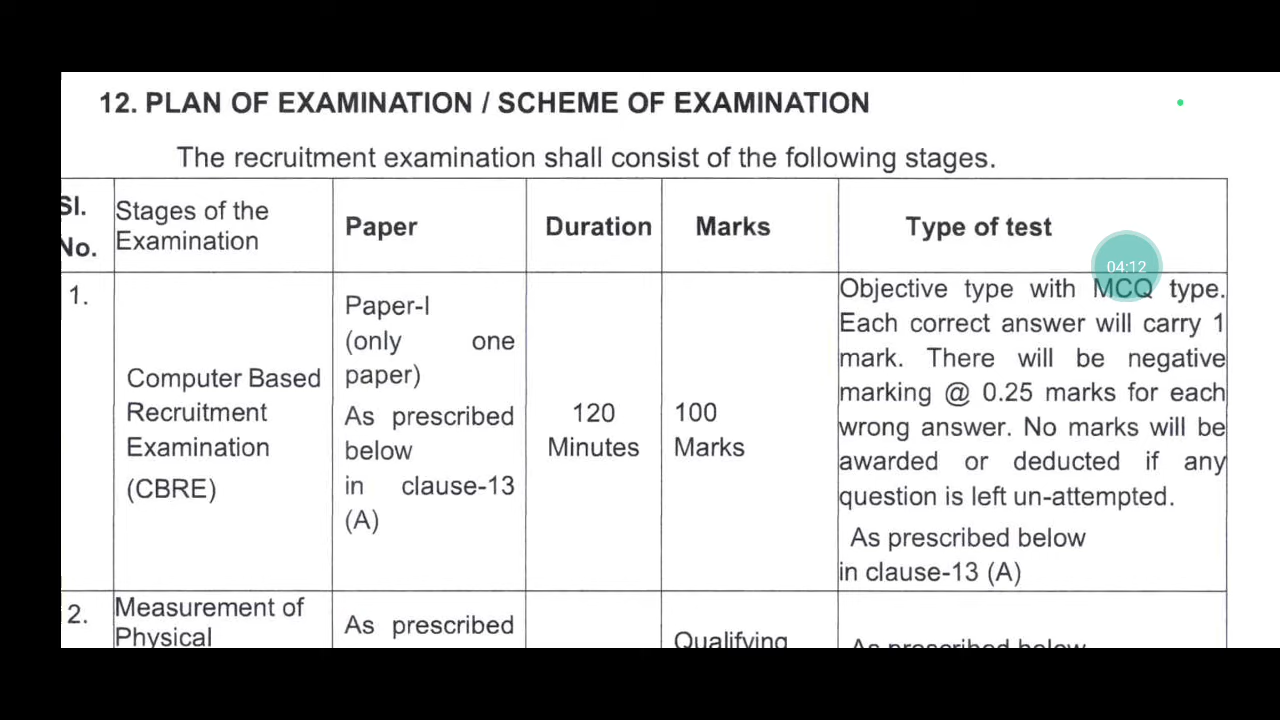 12. PLAN OF EXAMINATION / SCHEME OF EXAMINATION
The recruitment examination shall consist of the following stages.
Sl.
No.
Stages of the
Examination
Paper
Duration
Marks
Type of test
04:12
1.
Computer Based
Recruitment
Examination
(CBRE)
Paper-I
(only one
paper)
As prescribed
below
in clause-13
(A)
120
Minutes
100
Marks
Objective type with MCQ type.
Each correct answer will carry 1
mark. There will be negative
marking @ 0.25 marks for each
wrong answer. No marks will be
awarded or deducted if any
question is left un-attempted.
As prescribed below
in clause-13 (A)
2.
Measurement of
Physical
As prescribed
Qualifying
As prescribed below